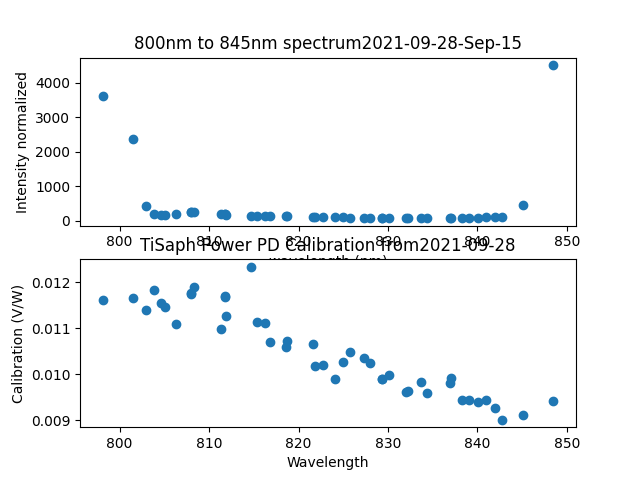 800nm to 845nm spectrum2021-09-28-Sep-15
Intensity normalized
4000
3000
2000
1000
0
800 810 820 830 840 850
wavelength (nm)
TiSaph Power PD Calibration from2021-09-28
Calibration (V/W)
0.012
0.011
0.010
0.009
800 810 820 830 840 850
Wavelength